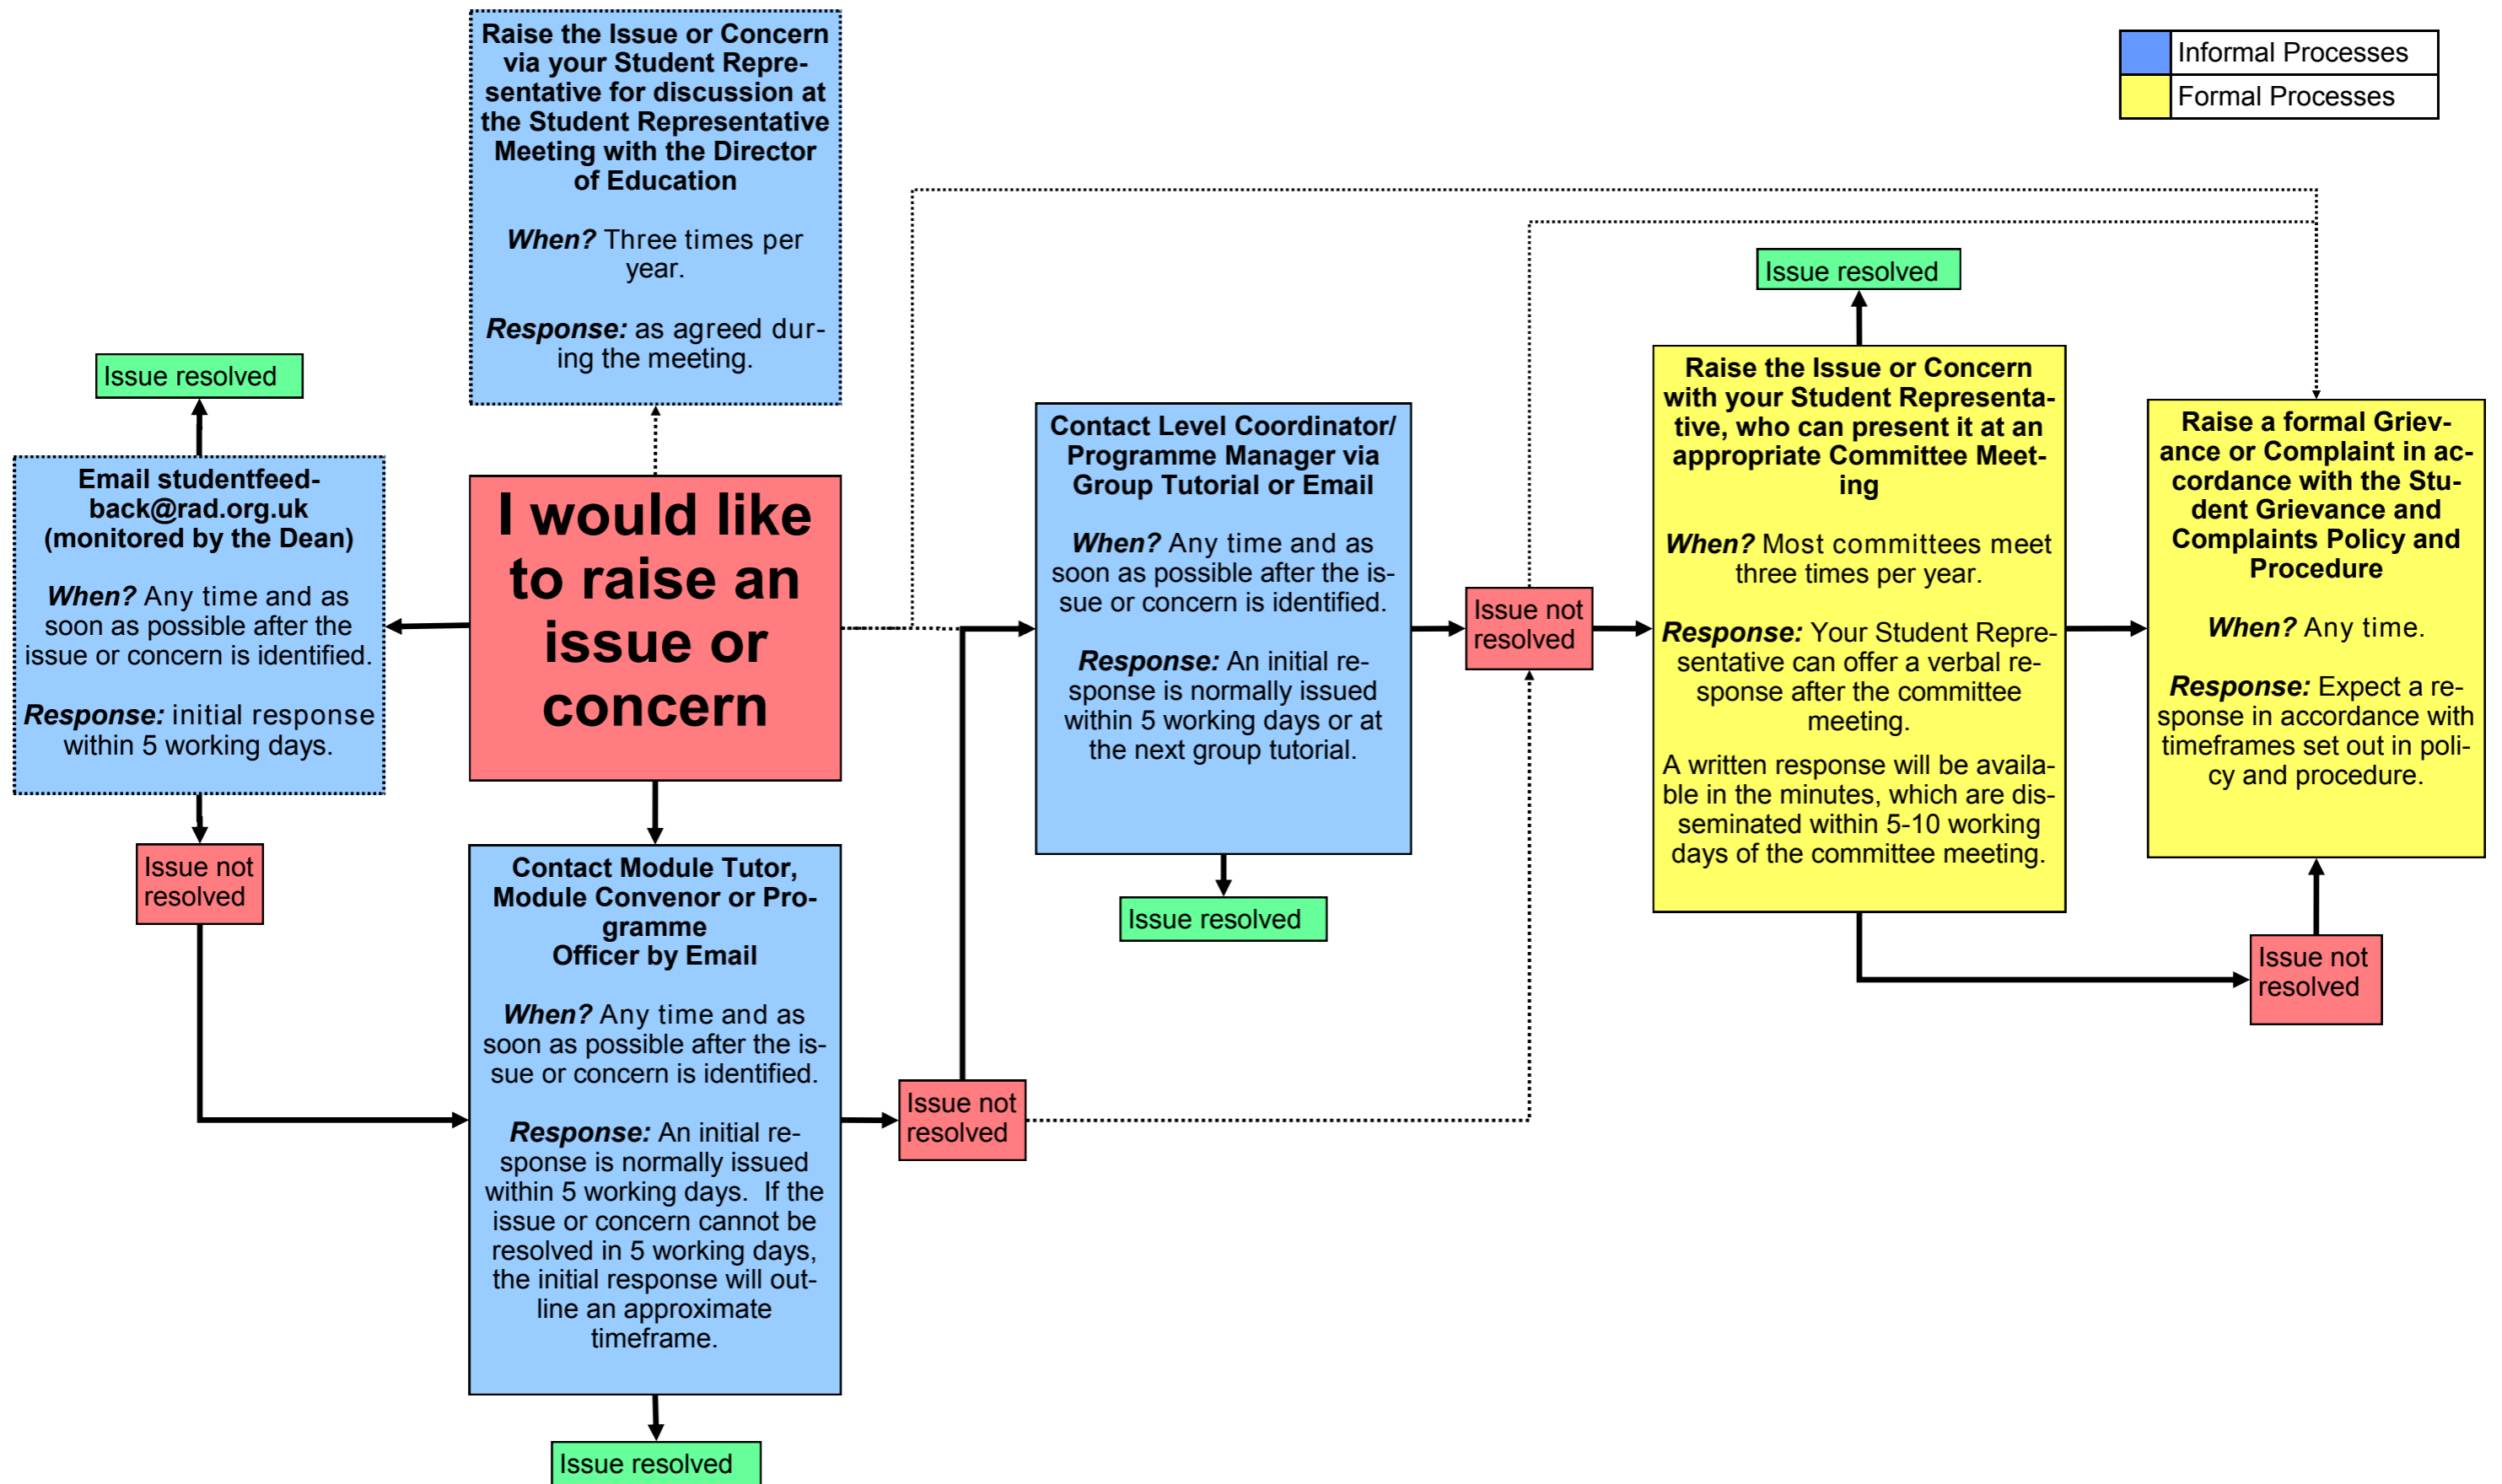 Raise the Issue or Concern
via your Student Repre-
sentative for discussion at
the Student Representative
Meeting with the Director
of Education
When? Three times per
year.
Response: as agreed dur-
ing the meeting.
Informal Processes
Formal Processes
Issue resolved
Email studentfeed-
back@rad.org.uk
(monitored by the Dean)
When? Any time and as
soon as possible after the
issue or concern is identified.
Response: initial response
within 5 working days.
Issue not
resolved
I would like
to raise an
issue or
concern
Contact Module Tutor,
Module Convenor or Pro-
gramme
Officer by Email
When? Any time and as
soon as possible after the is-
sue or concern is identified.
Response: An initial re-
sponse is normally issued
within 5 working days.  If the
issue or concern cannot be
resolved in 5 working days,
the initial response will out-
line an approximate
timeframe.
Issue resolved
Issue not
resolved
Contact Level Coordinator/
Programme Manager via
Group Tutorial or Email
When? Any time and as
soon as possible after the is-
sue or concern is identified.
Response: An initial re-
sponse is normally issued
within 5 working days or at
the next group tutorial.
Issue resolved
Issue not
resolved
Issue resolved
Raise the Issue or Concern
with your Student Representa-
tive, who can present it at an
appropriate Committee Meet-
ing
When? Most committees meet
three times per year.
Response: Your Student Repre-
sentative can offer a verbal re-
sponse after the committee
meeting.
A written response will be availa-
ble in the minutes, which are dis-
seminated within 5-10 working
days of the committee meeting.
Raise a formal Griev-
ance or Complaint in ac-
cordance with the Stu-
dent Grievance and
Complaints Policy and
Procedure
When? Any time.
Response: Expect a re-
sponse in accordance with
timeframes set out in poli-
cy and procedure.
Issue not
resolved